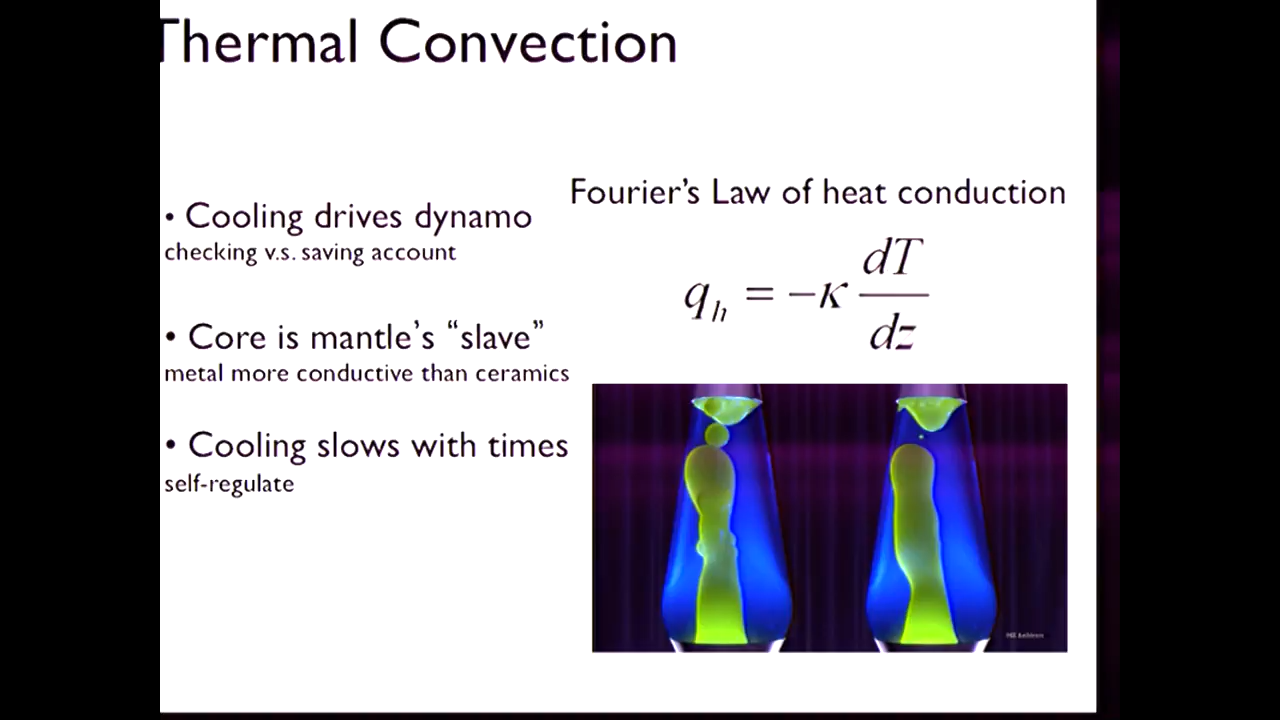 Thermal Convection
• Cooling drives dynamo
checking v.s. saving account
• Core is mantle's “slave”
metal more conductive than ceramics
• Cooling slows with times
self-regulate
Fourier's Law of heat conduction
q_h = −κ dT/dz